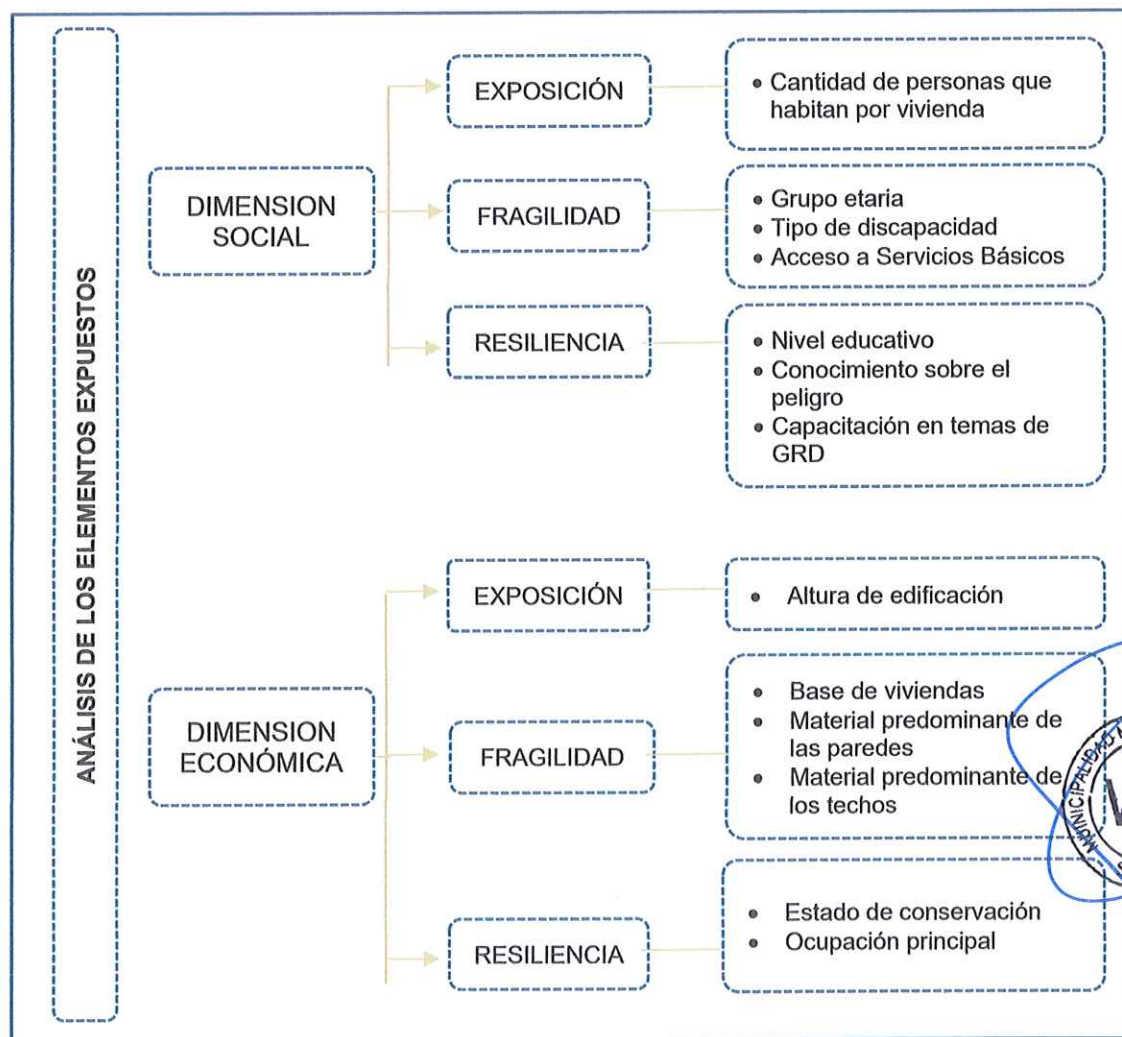 ANÁLISIS DE LOS ELEMENTOS EXPUESTOS
DIMENSION
SOCIAL
EXPOSICIÓN
• Cantidad de personas que
habitan por vivienda
FRAGILIDAD
• Grupo etaria
• Tipo de discapacidad
• Acceso a Servicios Básicos
RESILIENCIA
• Nivel educativo
• Conocimiento sobre el
peligro
• Capacitación en temas de
GRD
DIMENSION
ECONÓMICA
EXPOSICIÓN
• Altura de edificación
FRAGILIDAD
• Base de viviendas
• Material predominante de
las paredes
• Material predominante de
los techos
RESILIENCIA
• Estado de conservación
• Ocupación principal
MUNICIPALIDAD